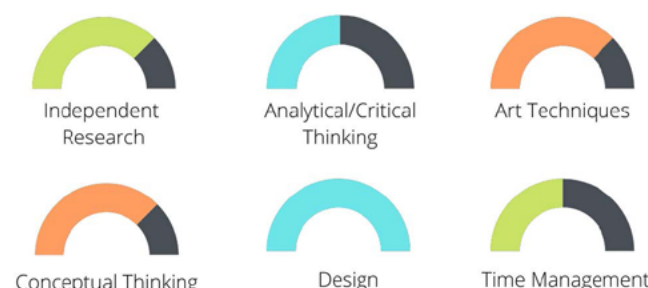 Independent
Research
Analytical/Critical
Thinking
Art Techniques
Conceptual Thinking
Design
Time Management